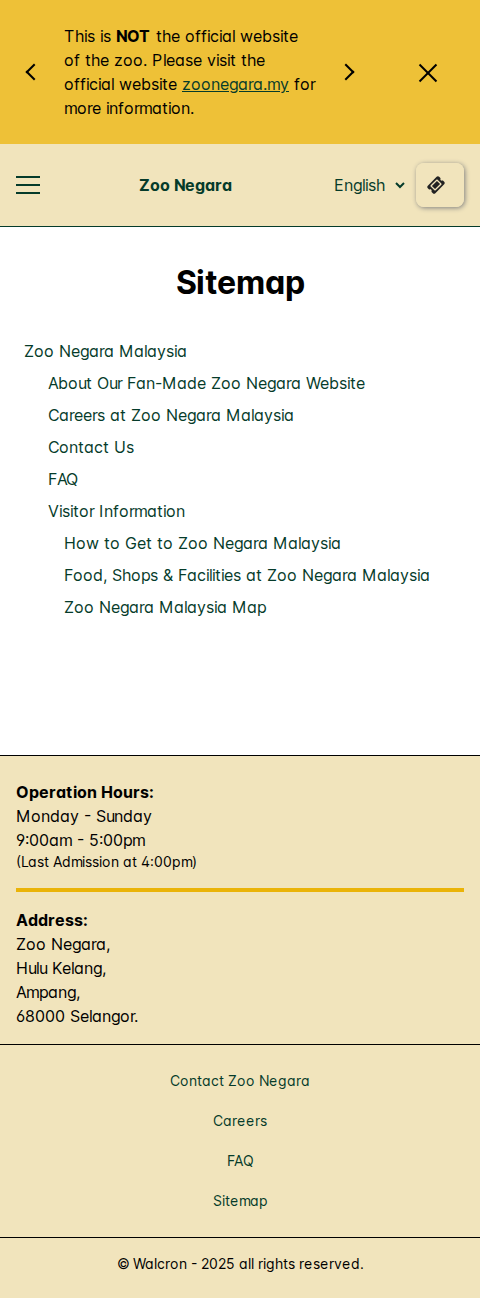 This is NOT the official website
of the zoo. Please visit the
official website zoonegara.my for
more information.
Zoo Negara
English
Sitemap
Zoo Negara Malaysia
About Our Fan-Made Zoo Negara Website
Careers at Zoo Negara Malaysia
Contact Us
FAQ
Visitor Information
How to Get to Zoo Negara Malaysia
Food, Shops & Facilities at Zoo Negara Malaysia
Zoo Negara Malaysia Map
Operation Hours:
Monday - Sunday
9:00am - 5:00pm
(Last Admission at 4:00pm)
Address:
Zoo Negara,
Hulu Kelang,
Ampang,
68000 Selangor.
Contact Zoo Negara
Careers
FAQ
Sitemap
© Walcron - 2025 all rights reserved.